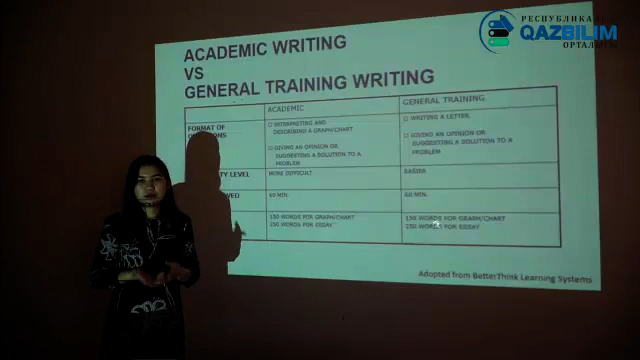 РЕСПУБЛИКАЛЫҚ
QAZBILIM
ОРТАЛЫҒЫ
ACADEMIC WRITING
VS
GENERAL TRAINING WRITING
ACADEMIC
GENERAL TRAINING
FORMAT OF
INTERPRETING AND
DESCRIBING A GRAPH/CHART
GIVING AN OPINION OR
SUGGESTING A SOLUTION TO A
PROBLEM
WRITING A LETTER
GIVING AN OPINION OR
SUGGESTING A SOLUTION TO A
PROBLEM
LEVEL
MORE DIFFICULT
EASIER
60 MIN.
60 MIN.
150 WORDS FOR GRAPH/CHART
250 WORDS FOR ESSAY
150 WORDS FOR GRAPH/CHART
250 WORDS FOR ESSAY
Adopted from BetterThink Learning Systems